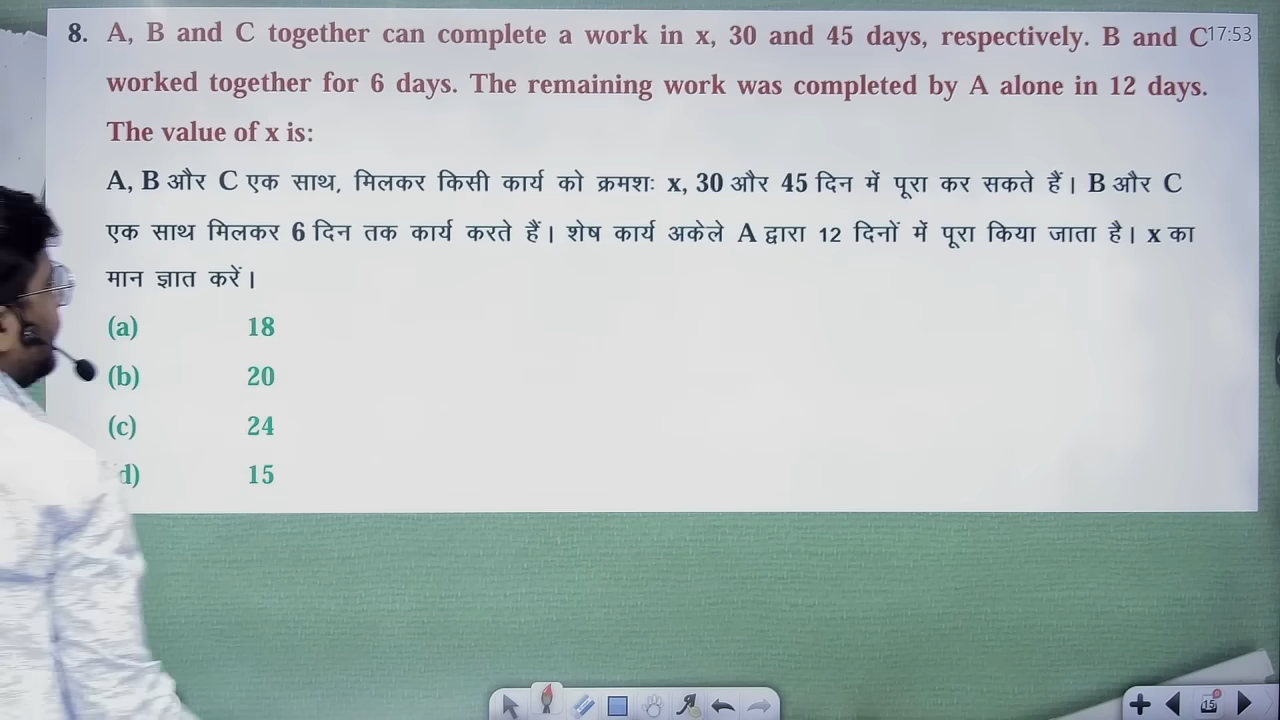 8. A, B and C together can complete a work in x, 30 and 45 days, respectively. B and C 17:53
worked together for 6 days. The remaining work was completed by A alone in 12 days.
The value of x is:
A, B और C एक साथ, मिलकर किसी कार्य को क्रमशः x, 30 और 45 दिन में पूरा कर सकते हैं। B और C
एक साथ मिलकर 6 दिन तक कार्य करते हैं। शेष कार्य अकेले A द्वारा 12 दिनों में पूरा किया जाता है। x का
मान ज्ञात करें।
(a) 18
(b) 20
(c) 24
d) 15
15